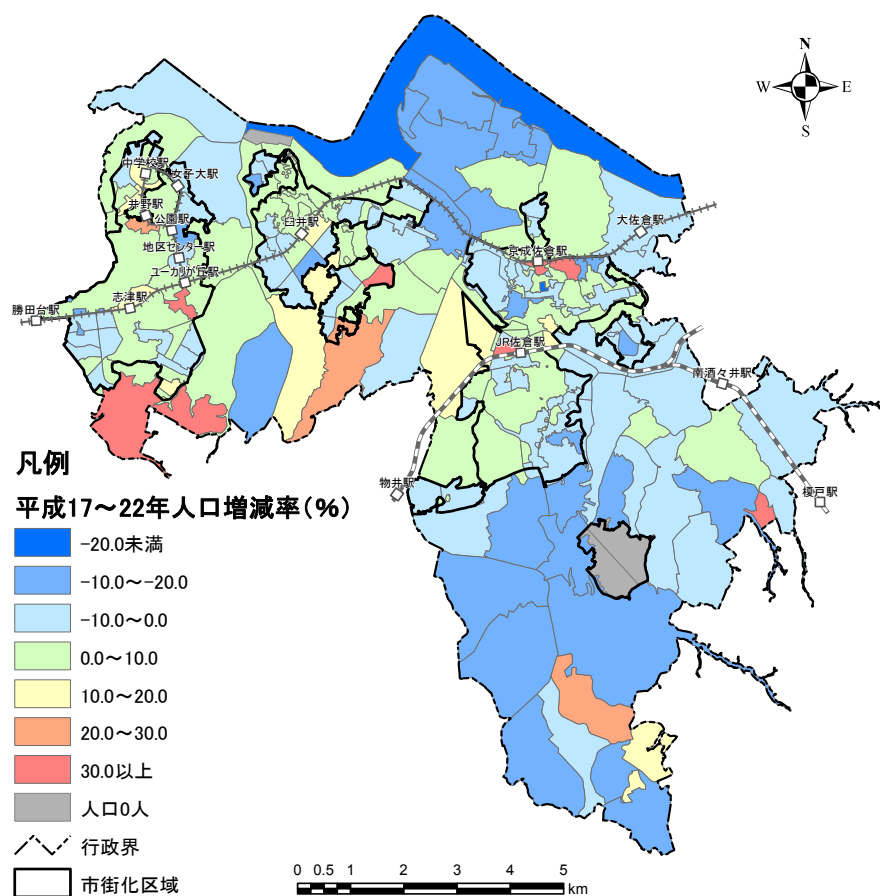 N
W
E
S
中学校駅
女子大駅
井野駅
公園駅
地区センター駅
ユーカリが丘駅
志津駅
勝田台駅
臼井駅
京成佐倉駅
大佐倉駅
JR佐倉駅
南酒々井駅
物井駅
榎戸駅
凡例
平成17～22年人口増減率(%)
-20.0未満
-10.0～-20.0
-10.0～0.0
0.0～10.0
10.0～20.0
20.0～30.0
30.0以上
人口0人
行政界
市街化区域
0 0.5 1 2 3 4 5
km